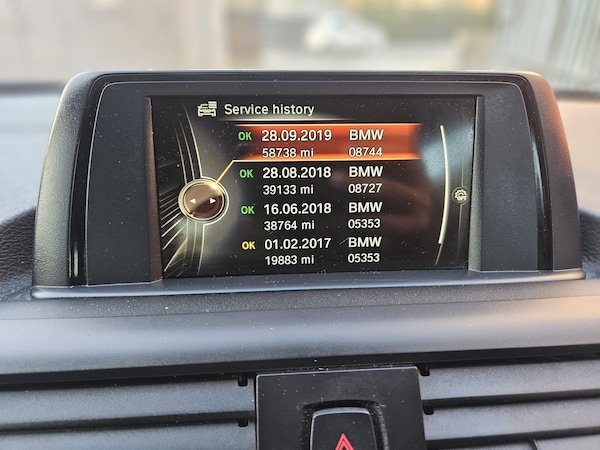 Service history
OK 28.09.2019 BMW
58738 mi 08744
OK 28.08.2018 BMW
39133 mi 08727
OK 16.06.2018 BMW
38764 mi 05353
OK 01.02.2017 BMW
19883 mi 05353